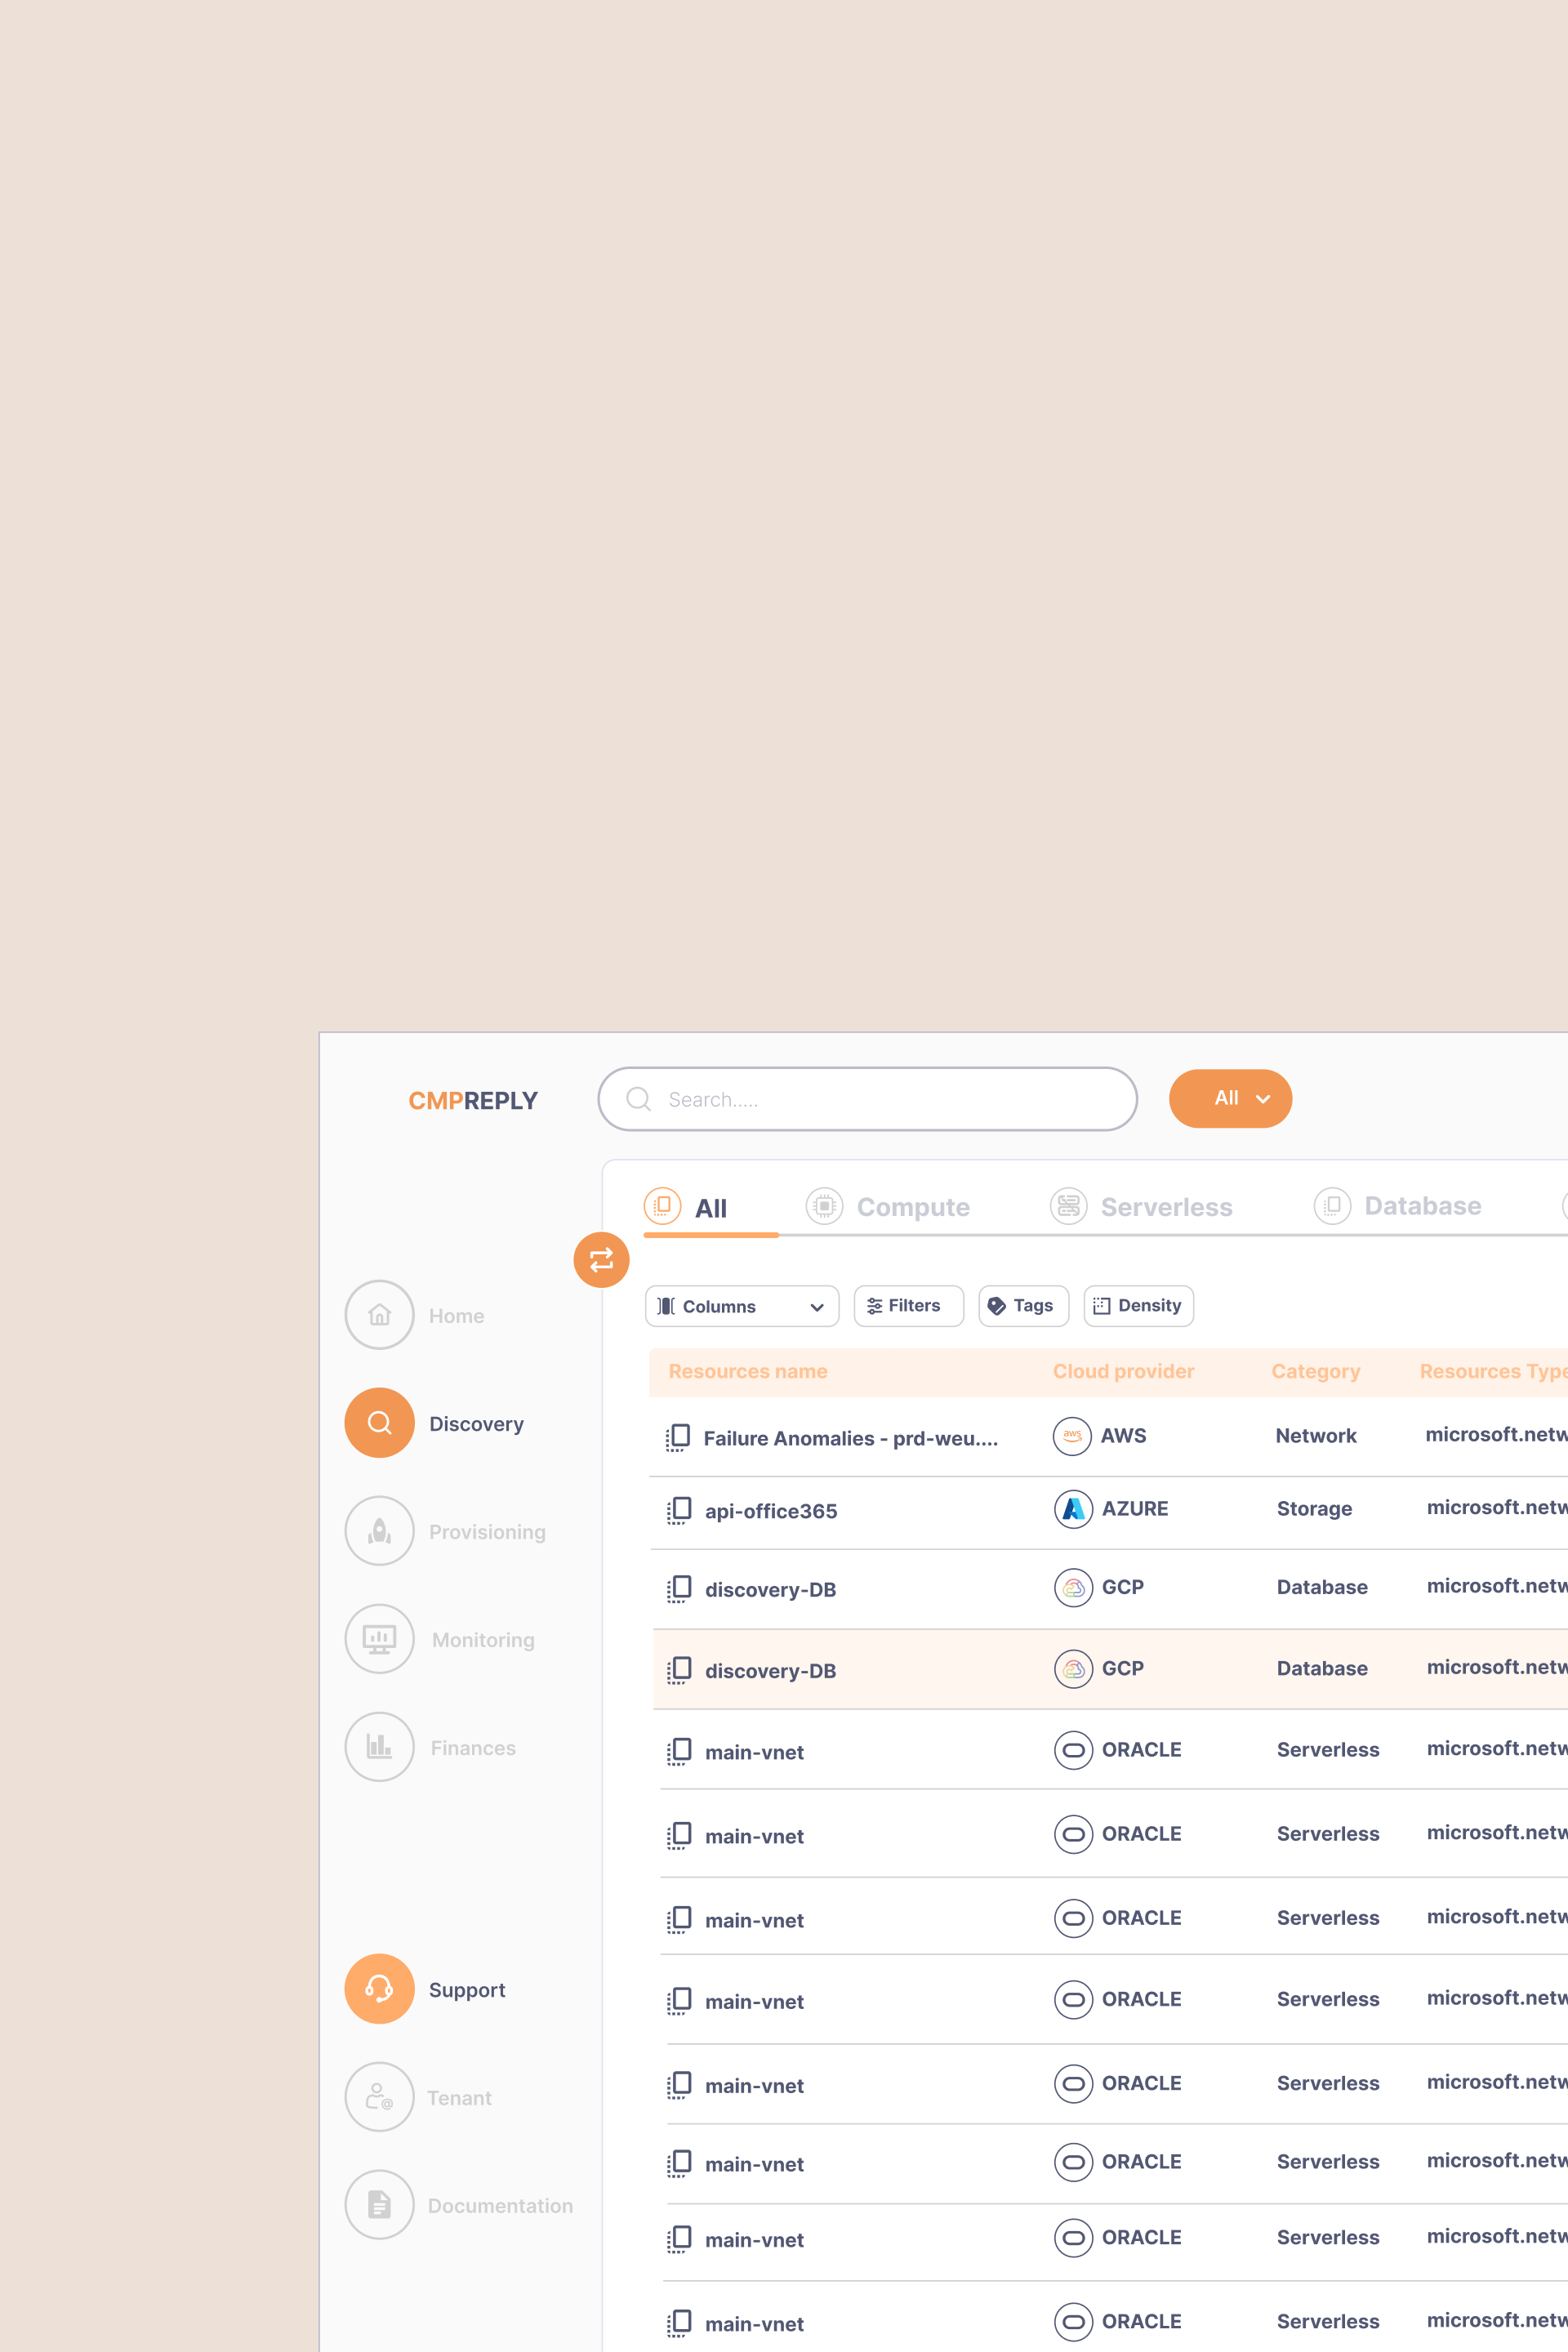 CMPREPLY
Search.....
All
All Compute Serverless Database
Columns Filters Tags Density
Home
Discovery
Provisioning
Monitoring
Finances
Support
Tenant
Documentation
Resources name Cloud provider Category Resources Type
Failure Anomalies - prd-weu.... aws AWS Network microsoft.netw
api-office365 AZURE Storage microsoft.netw
discovery-DB GCP Database microsoft.netw
discovery-DB GCP Database microsoft.netw
main-vnet ORACLE Serverless microsoft.netw
main-vnet ORACLE Serverless microsoft.netw
main-vnet ORACLE Serverless microsoft.netw
main-vnet ORACLE Serverless microsoft.netw
main-vnet ORACLE Serverless microsoft.netw
main-vnet ORACLE Serverless microsoft.netw
main-vnet ORACLE Serverless microsoft.netw
main-vnet ORACLE Serverless microsoft.netw